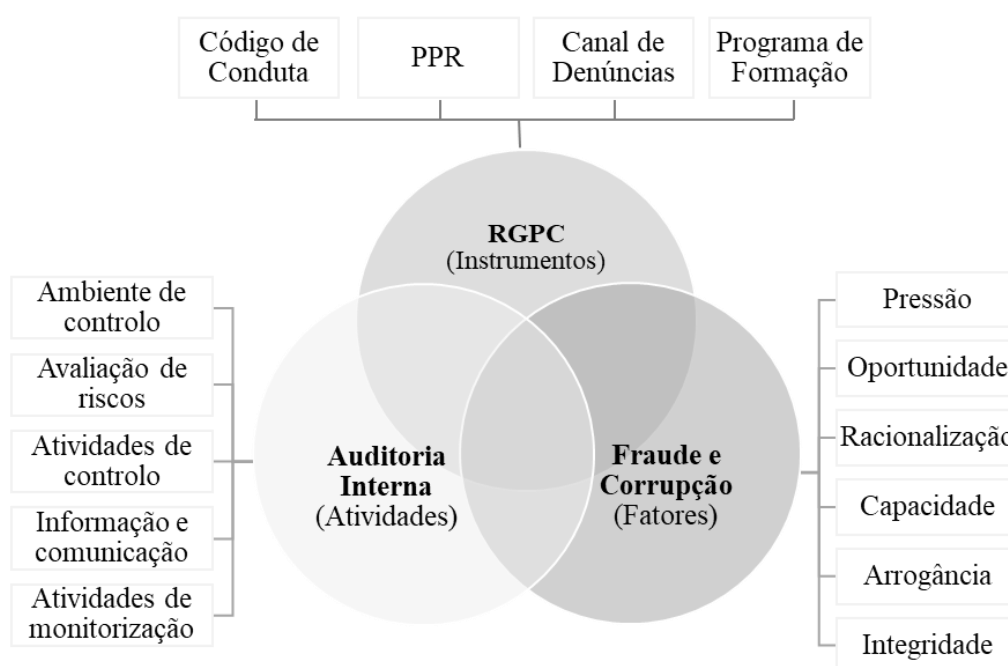 Código de
Conduta
PPR
Canal de
Denúncias
Programa de
Formação
RGPC
(Instrumentos)
Ambiente de
controlo
Avaliação de
riscos
Atividades de
controlo
Informação e
comunicação
Atividades de
monitorização
Auditoria
Interna
(Atividades)
Fraude e
Corrupção
(Fatores)
Pressão
Oportunidade
Racionalização
Capacidade
Arrogância
Integridade